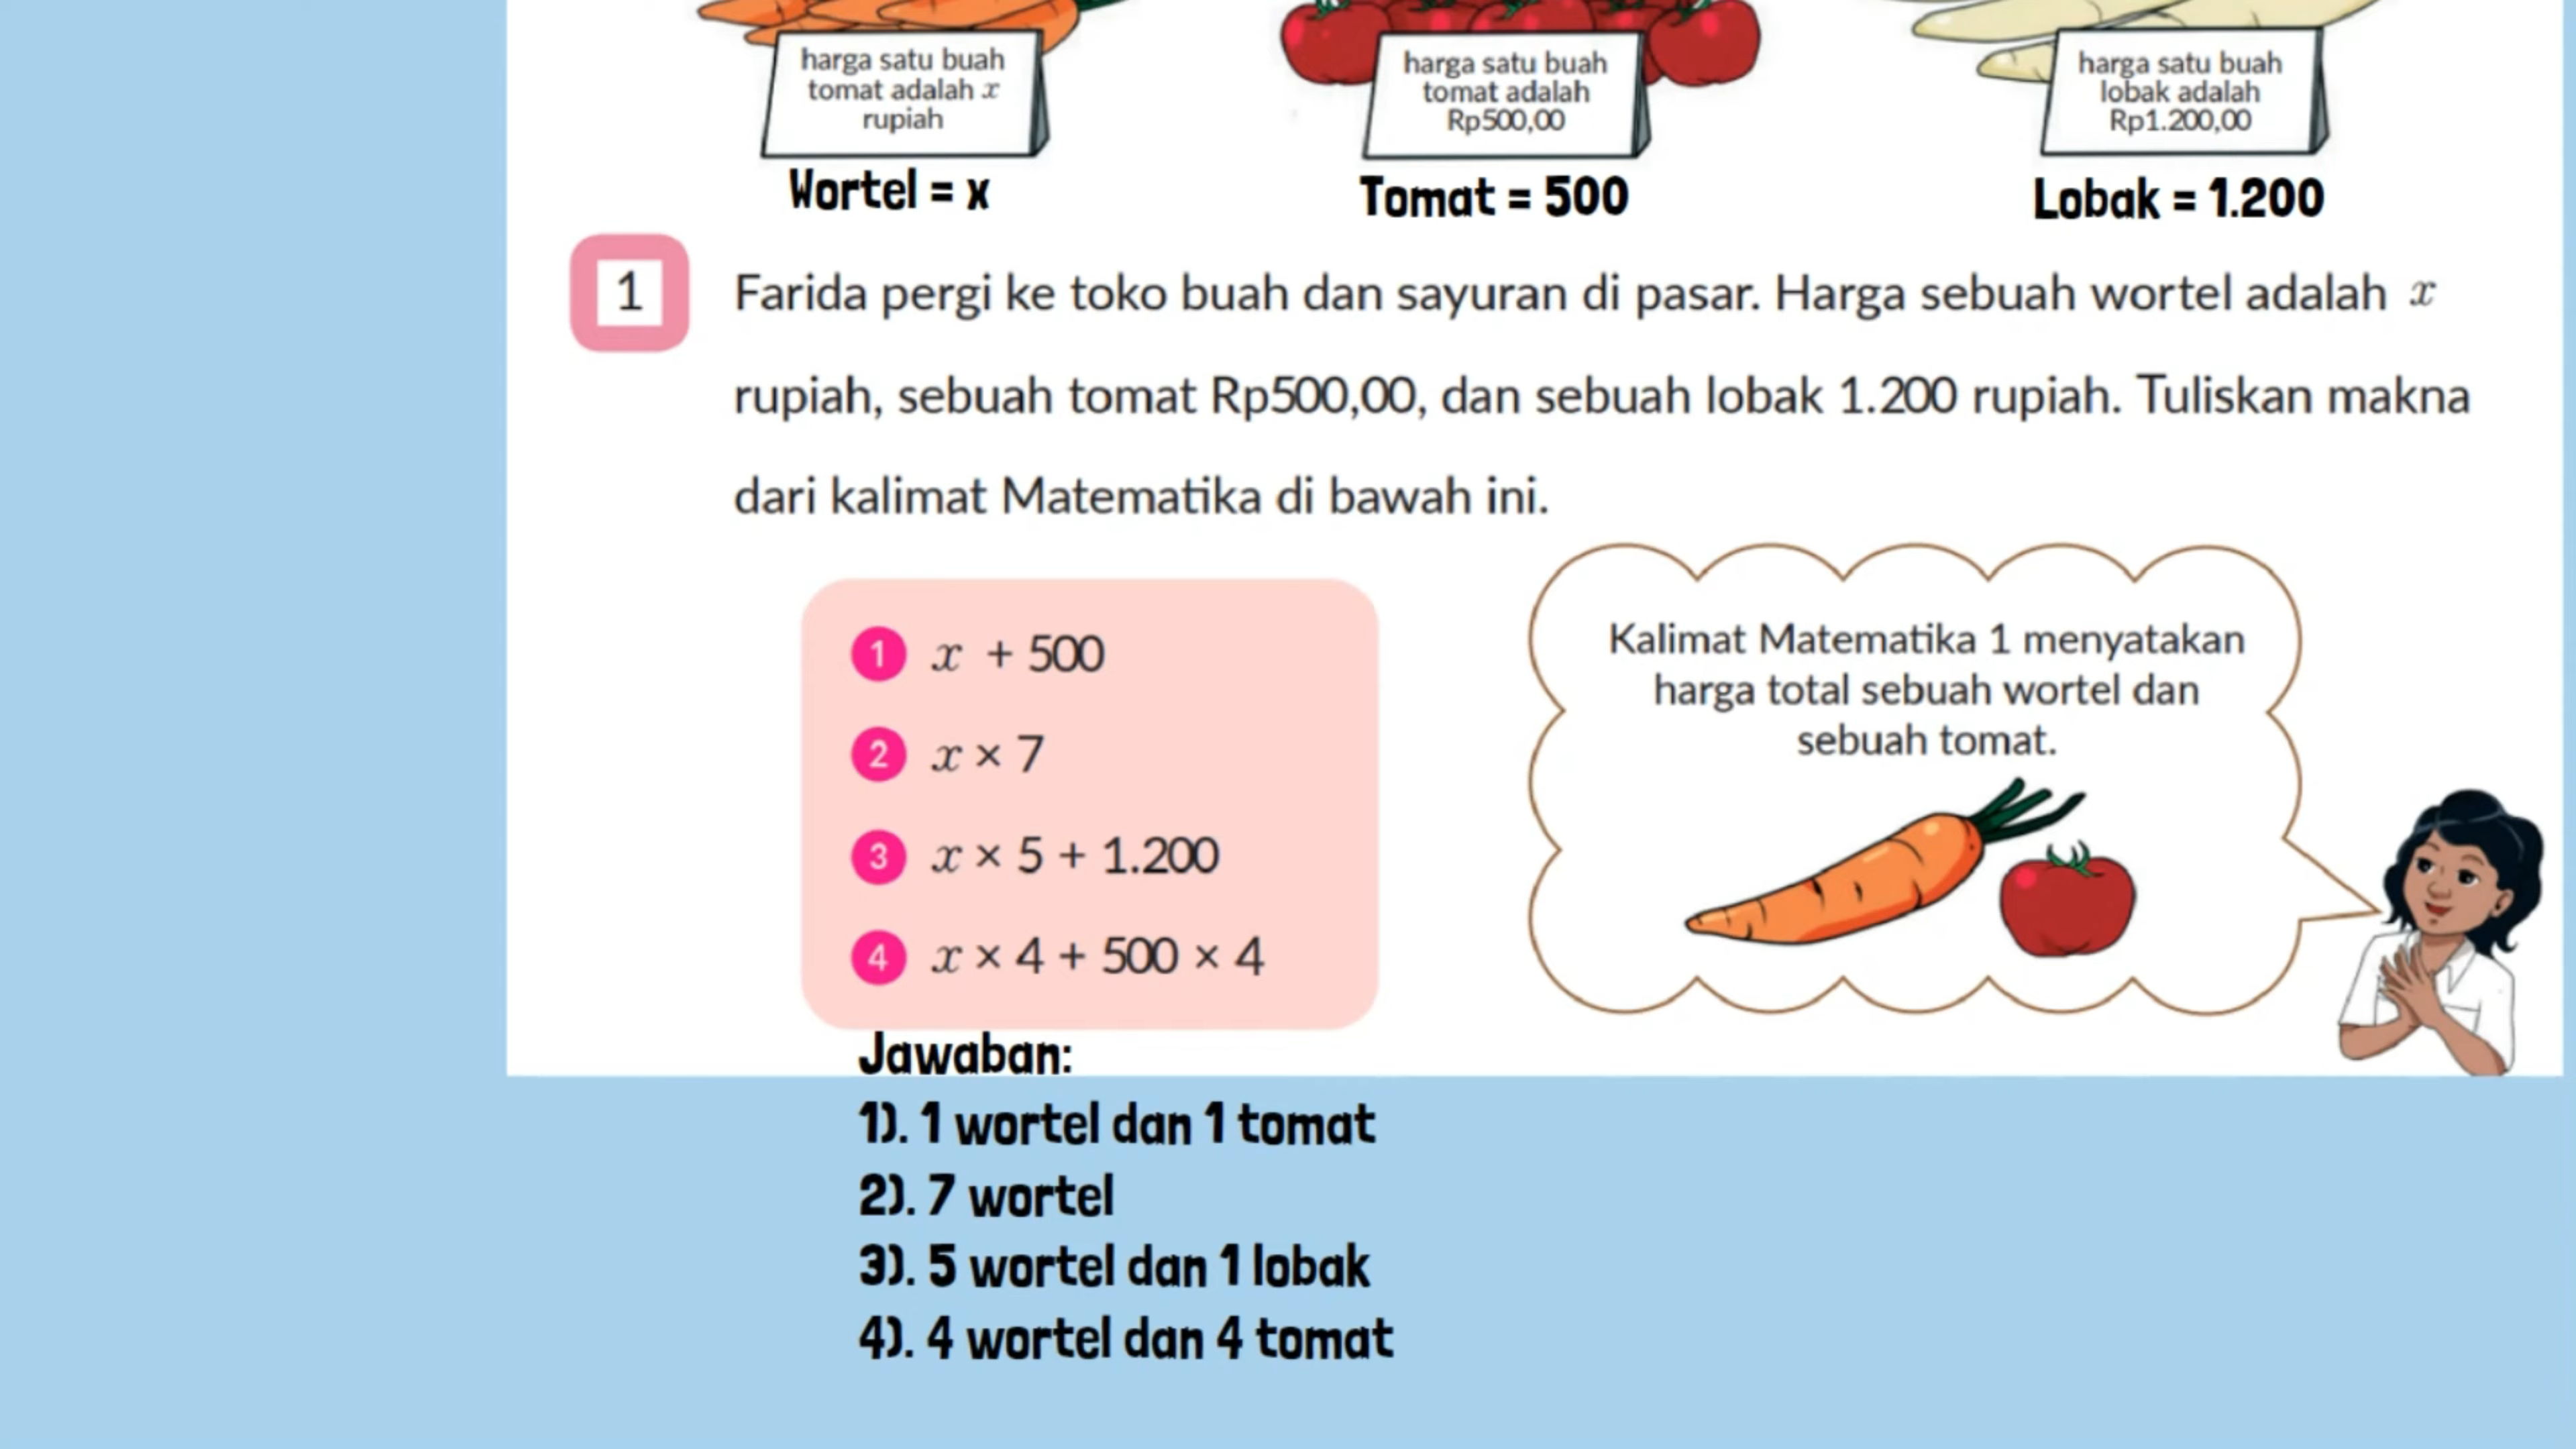 harga satu buah
tomat adalah x
rupiah
harga satu buah
tomat adalah
Rp500,00
harga satu buah
lobak adalah
Rp1.200,00
Wortel = x
Tomat = 500
Lobak = 1.200
1
Farida pergi ke toko buah dan sayuran di pasar. Harga sebuah wortel adalah x
rupiah, sebuah tomat Rp500,00, dan sebuah lobak 1.200 rupiah. Tuliskan makna
dari kalimat Matematika di bawah ini.
1 x + 500
2 x × 7
3 x × 5 + 1.200
4 x × 4 + 500 × 4
Kalimat Matematika 1 menyatakan
harga total sebuah wortel dan
sebuah tomat.
Jawaban:
1). 1 wortel dan 1 tomat
2). 7 wortel
3). 5 wortel dan 1 lobak
4). 4 wortel dan 4 tomat